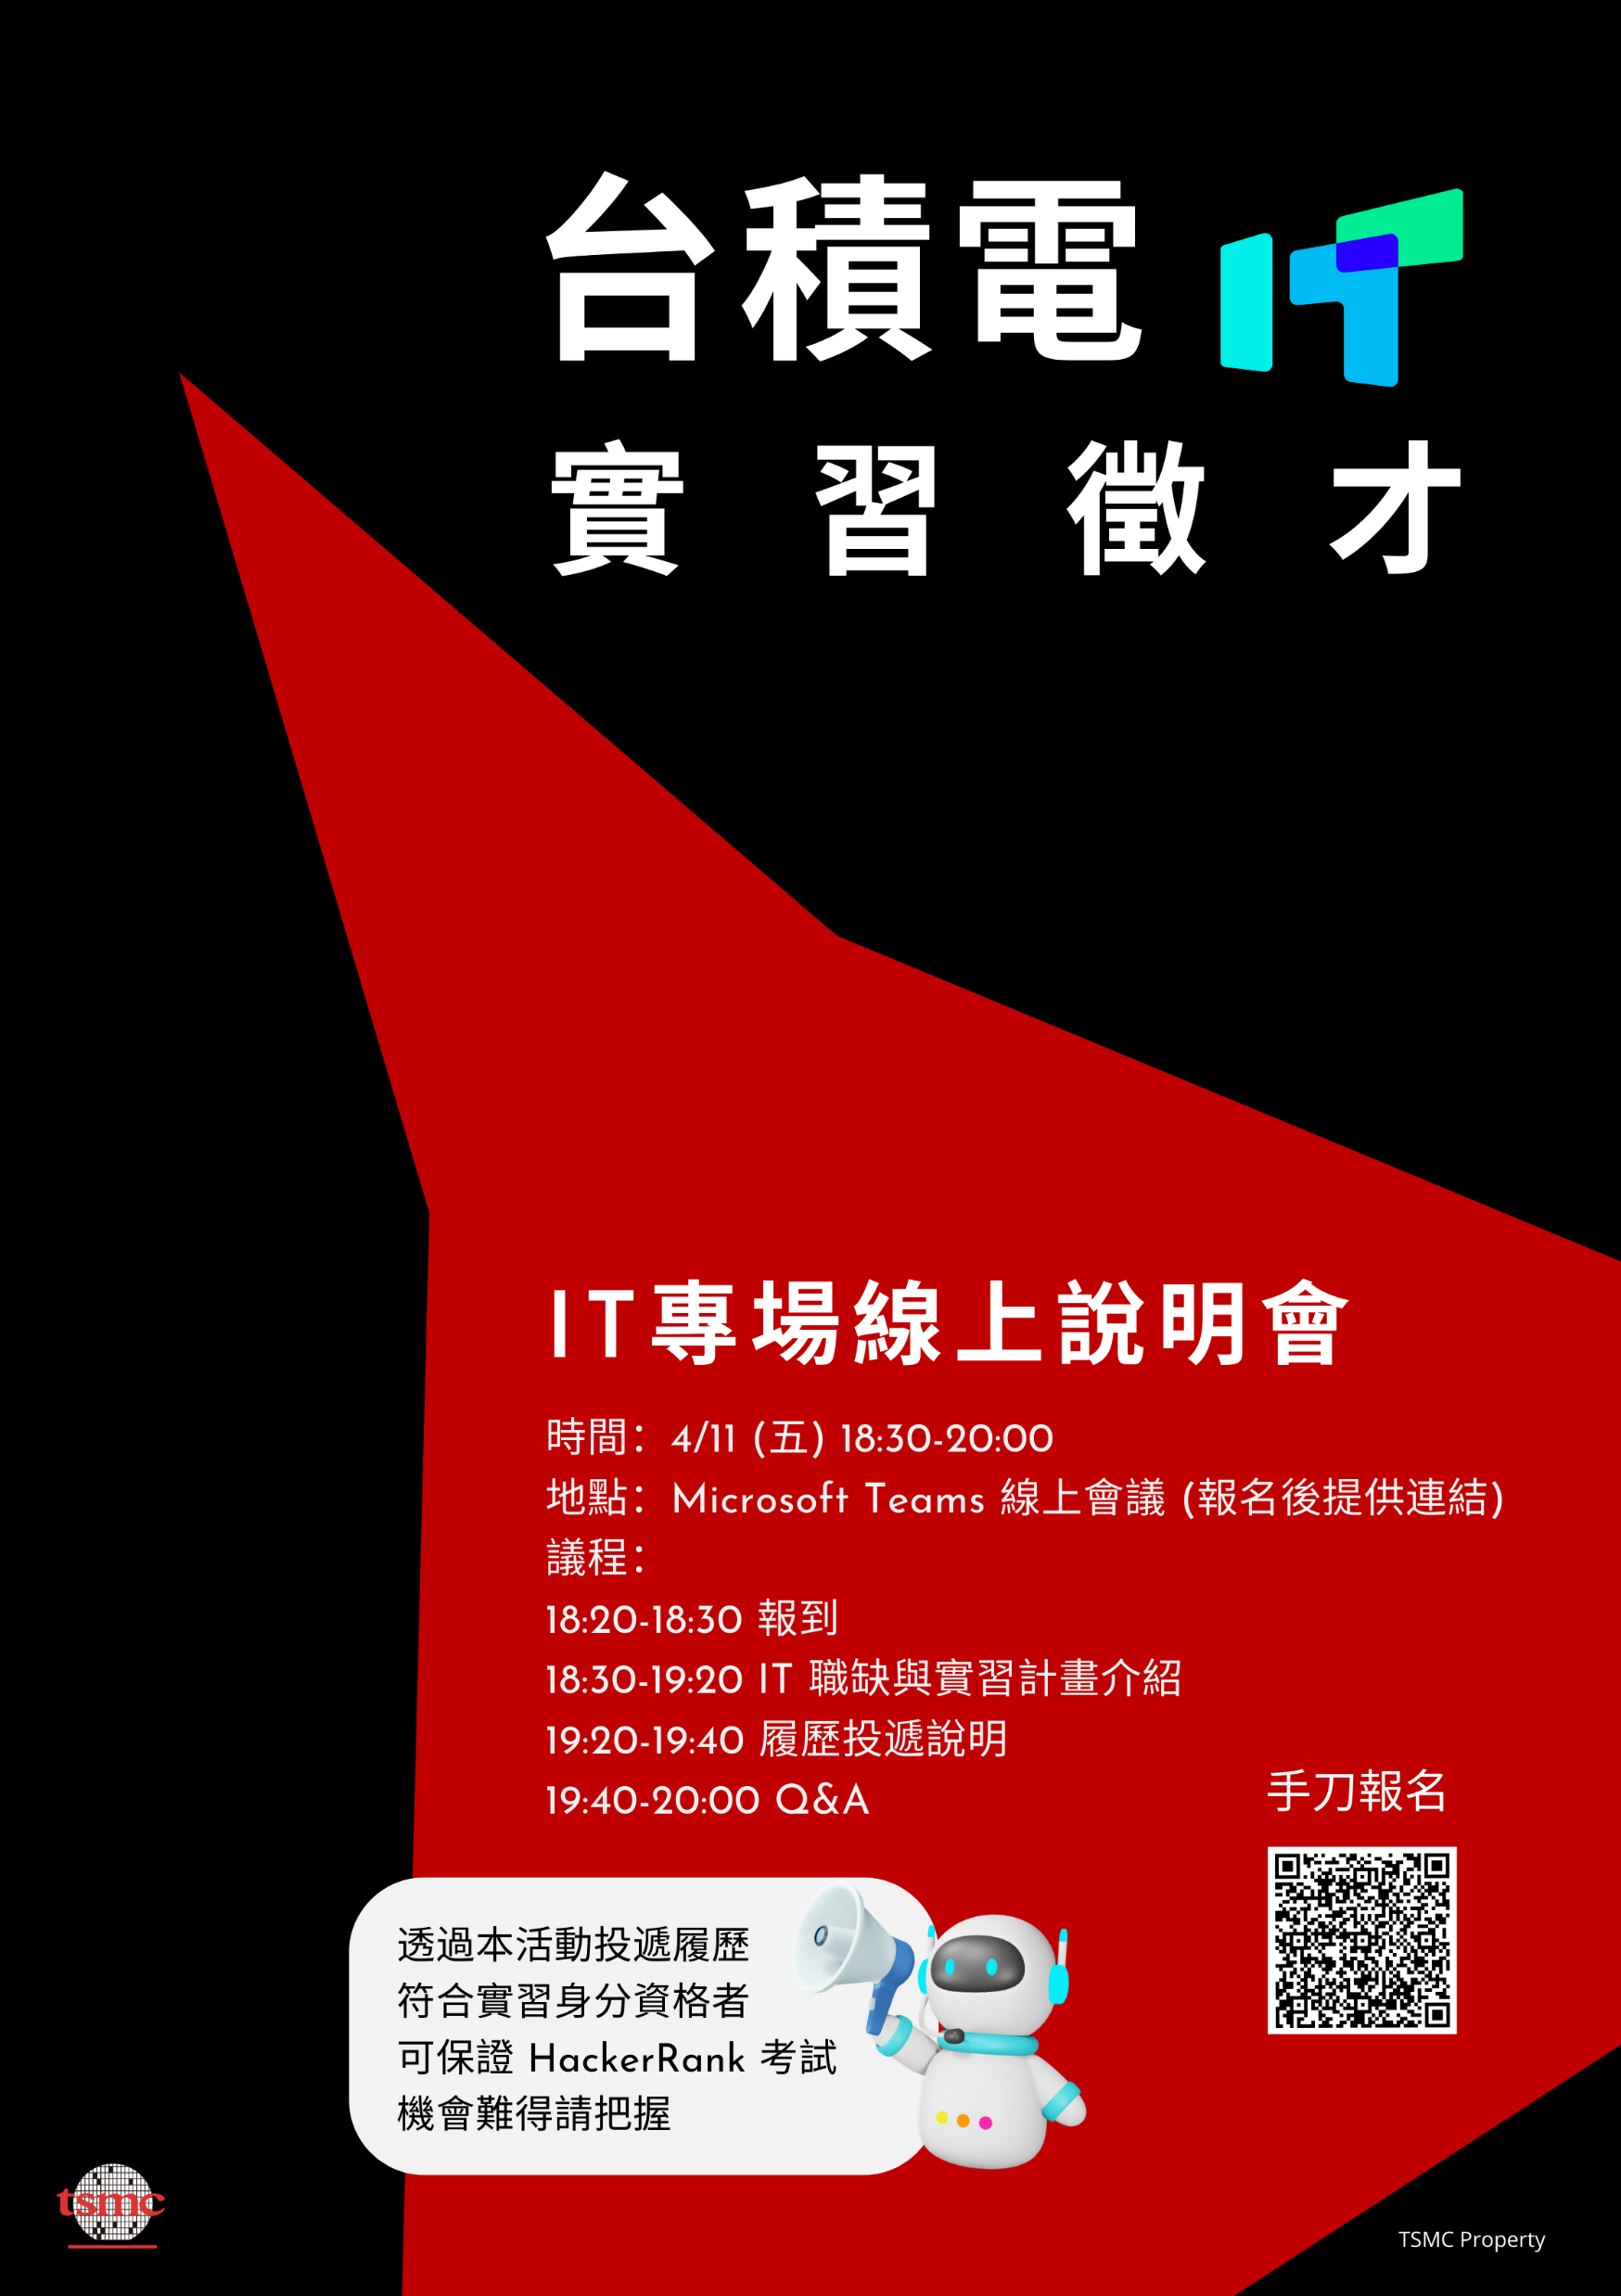 台積電 IT
實習徵才
IT專場線上說明會
時間：4/11 (五) 18:30-20:00
地點：Microsoft Teams 線上會議 (報名後提供連結)
議程：
18:20-18:30 報到
18:30-19:20 IT 職缺與實習計畫介紹
19:20-19:40 履歷投遞說明
19:40-20:00 Q&A
手刀報名
透過本活動投遞履歷
符合實習身分資格者
可保證 HackerRank 考試
機會難得請把握
tsmc
TSMC Property